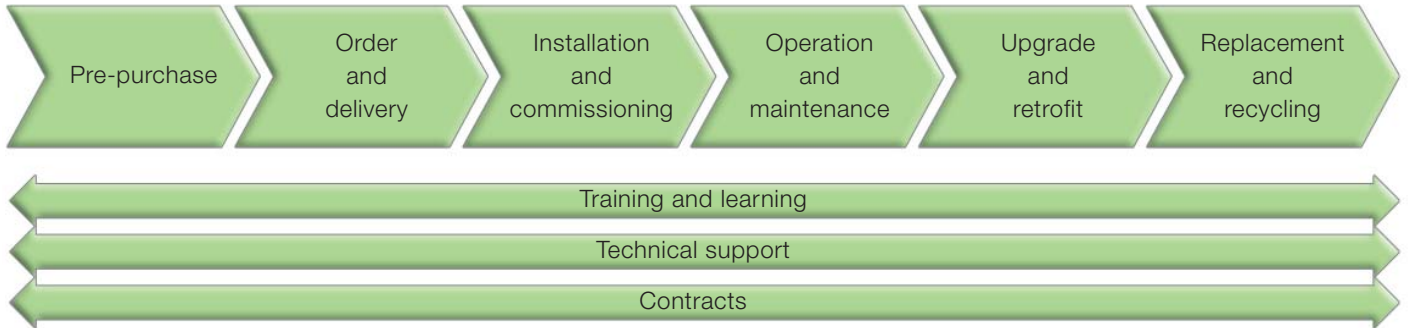 Pre-purchase
Order
and
delivery
Installation
and
commissioning
Operation
and
maintenance
Upgrade
and
retrofit
Replacement
and
recycling
Training and learning
Technical support
Contracts